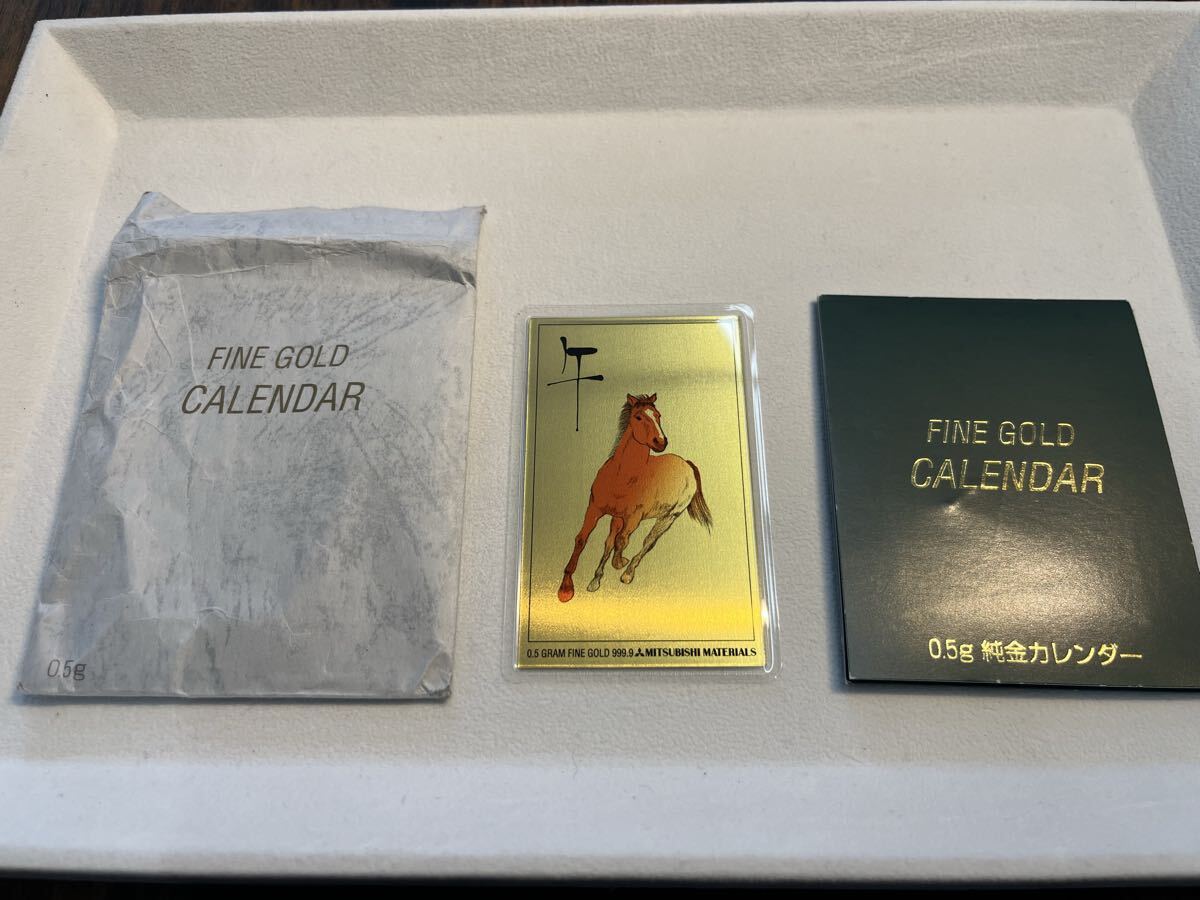 FINE GOLD
CALENDAR
0.5g
午
0.5 GRAM FINE GOLD 999.9 MITSUBISHI MATERIALS
FINE GOLD
CALENDAR
0.5g 純金カレンダー